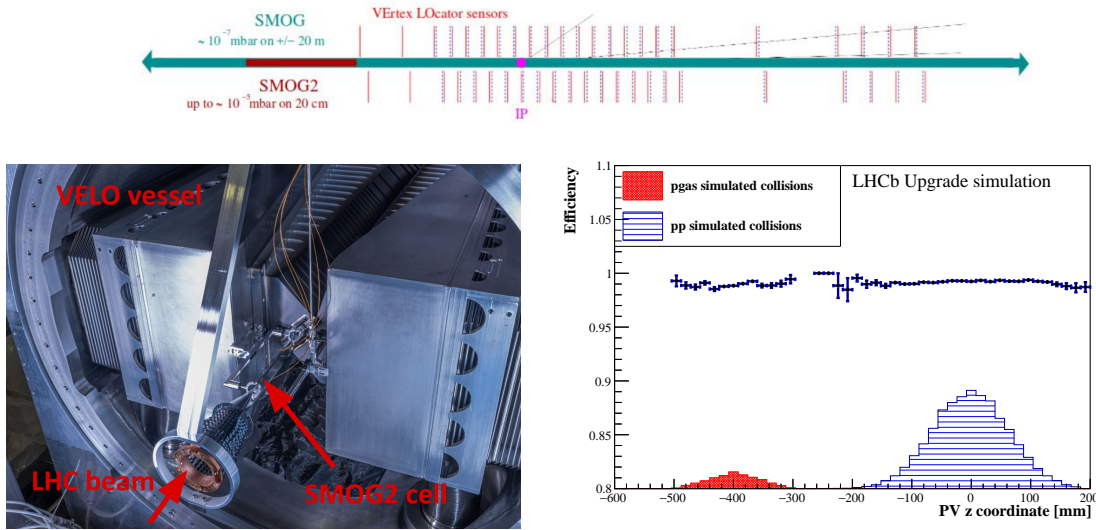 SMOG
~ 10⁻⁷ mbar on +/− 20 m
VErtex LOcator sensors
SMOG2
up to ~ 10⁻⁵ mbar on 20 cm
IP
VELO vessel
LHC beam
SMOG2 cell
Efficiency
1.1
1.05
1
0.95
0.9
0.85
0.8
pgas simulated collisions
pp simulated collisions
LHCb Upgrade simulation
−600 −500 −400 −300 −200 −100 0 100 200
PV z coordinate [mm]